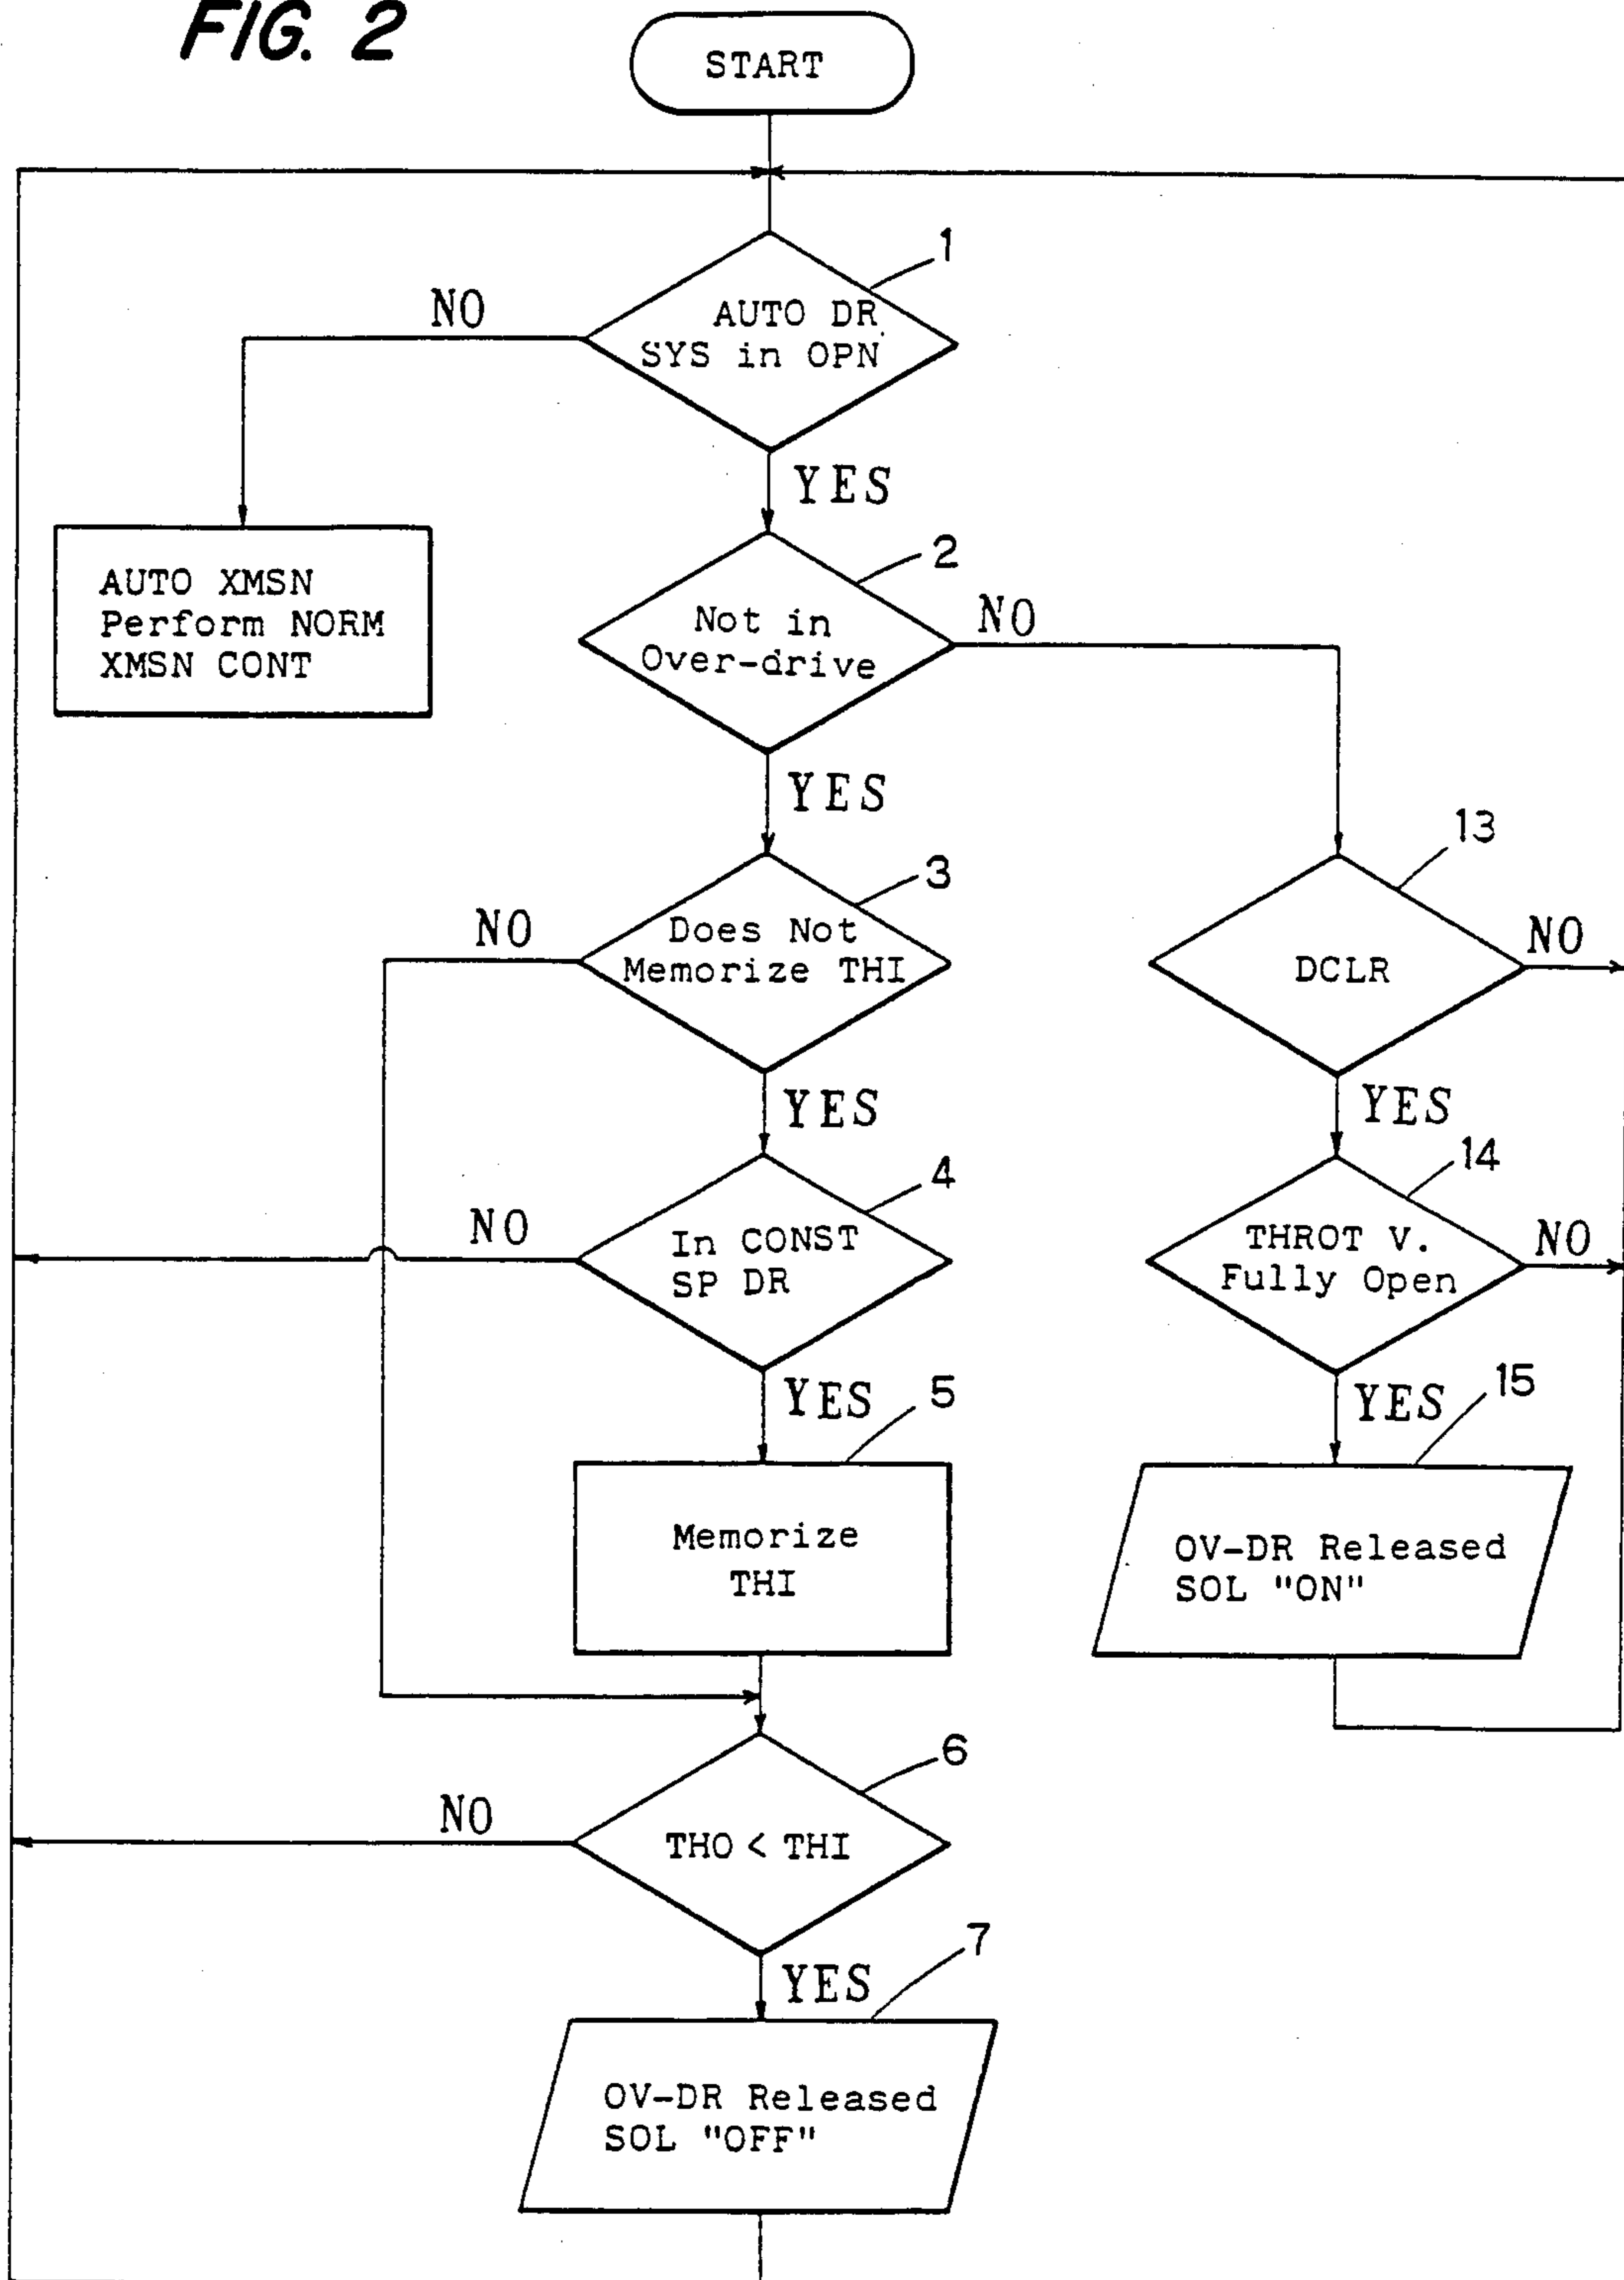 FIG. 2
START
1
AUTO DR
SYS in OPN
NO
YES
AUTO XMSN
Perform NORM
XMSN CONT
2
Not in
Over-drive
NO
YES
3
Does Not
Memorize THI
NO
YES
13
DCLR
NO
YES
4
In CONST
SP DR
NO
YES
14
THROT V.
Fully Open
NO
YES
5
Memorize
THI
15
OV-DR Released
SOL "ON"
6
THO < THI
NO
YES
7
OV-DR Released
SOL "OFF"